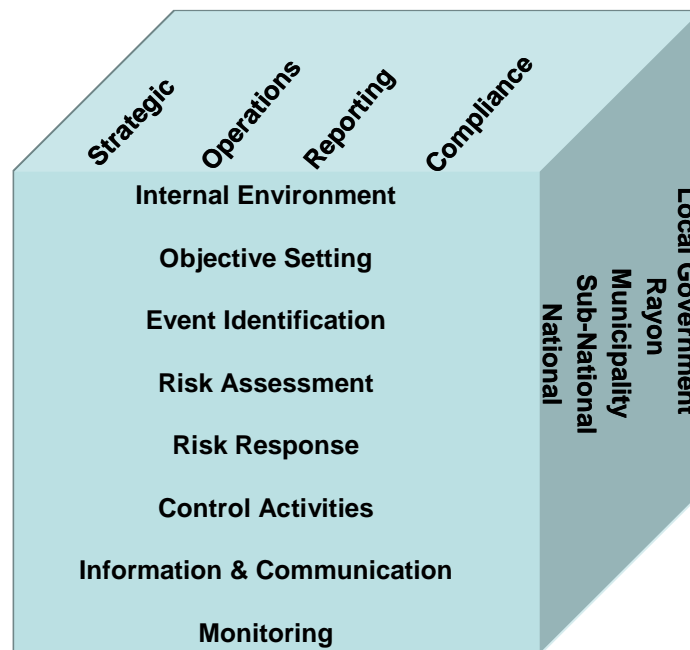 Strategic
Operations
Reporting
Compliance
Internal Environment
Objective Setting
Event Identification
Risk Assessment
Risk Response
Control Activities
Information & Communication
Monitoring
National
Sub-National
Municipality
Rayon
Local Government